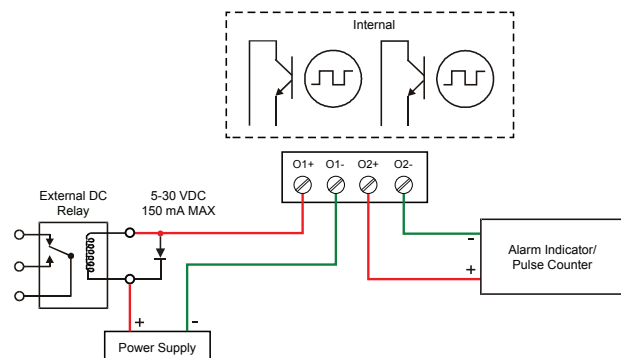 Internal
O1+ O1- O2+ O2-
External DC
Relay
5-30 VDC
150 mA MAX
-
+
Alarm Indicator/
Pulse Counter
+ -
Power Supply